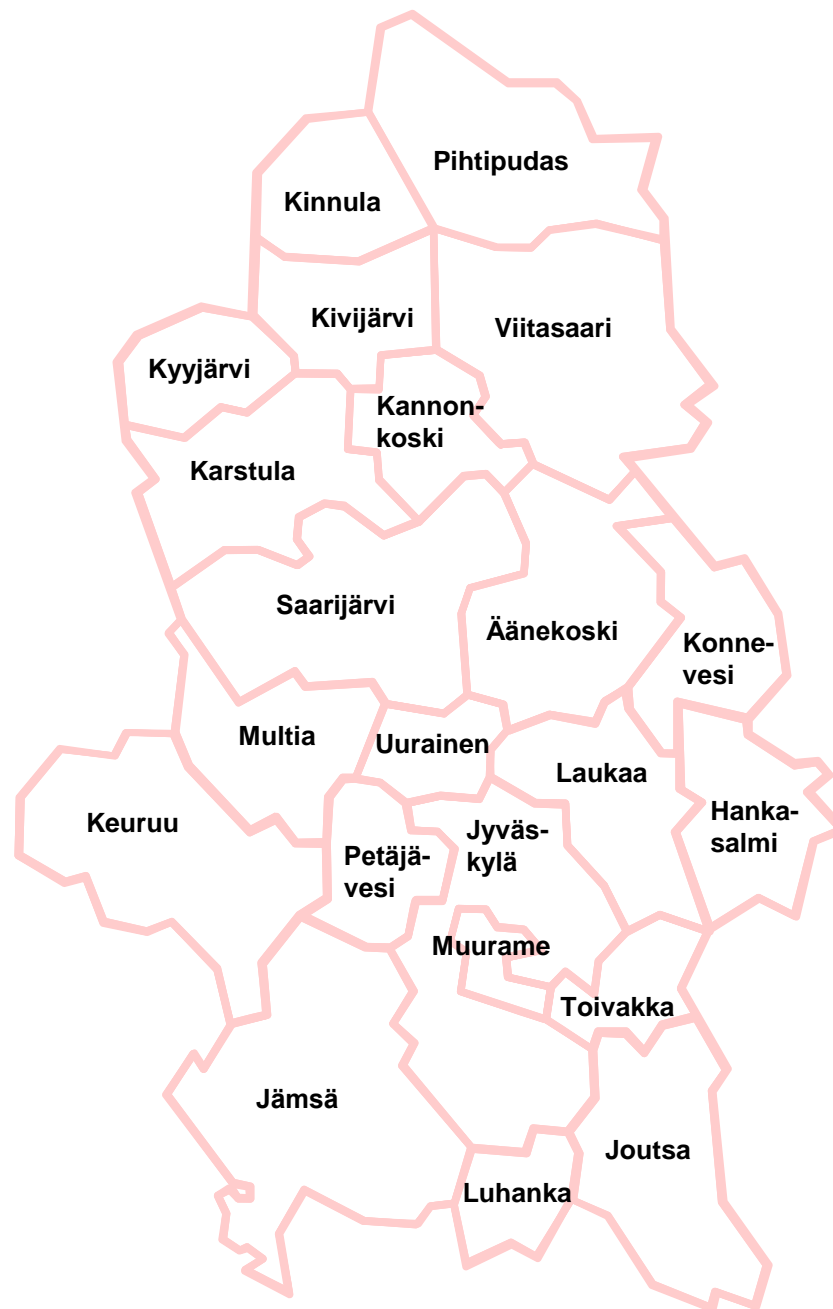 Pihtipudas
Kinnula
Kivijärvi
Viitasaari
Kyyjärvi
Kannon-
koski
Karstula
Saarijärvi
Äänekoski
Konne-
vesi
Multia
Uurainen
Laukaa
Keuruu
Hanka-
salmi
Jyväs-
kylä
Petäjä-
vesi
Muurame
Toivakka
Jämsä
Joutsa
Luhanka